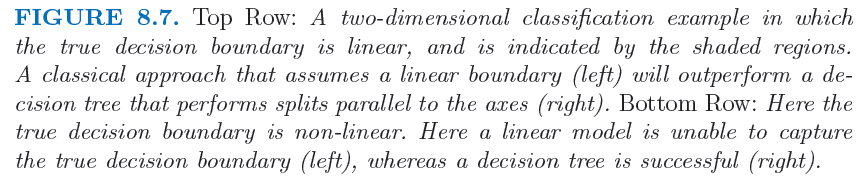 FIGURE 8.7. Top Row: A two-dimensional classification example in which
the true decision boundary is linear, and is indicated by the shaded regions.
A classical approach that assumes a linear boundary (left) will outperform a de-
cision tree that performs splits parallel to the axes (right). Bottom Row: Here the
true decision boundary is non-linear. Here a linear model is unable to capture
the true decision boundary (left), whereas a decision tree is successful (right).